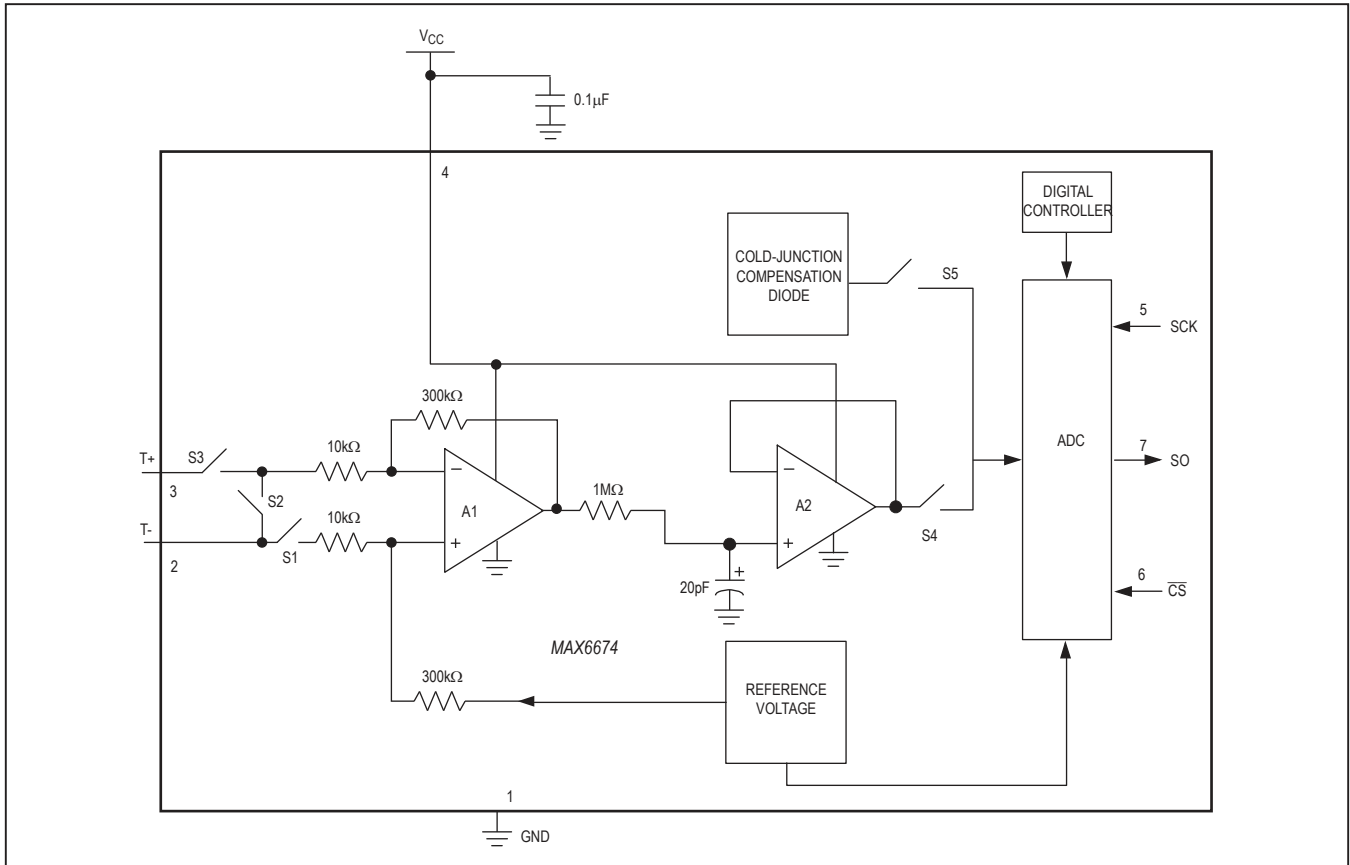 VCC
0.1μF
4
DIGITAL
CONTROLLER
COLD-JUNCTION
COMPENSATION
DIODE
S5
5
SCK
300kΩ
ADC
T+
S3
10kΩ
−
−
7
SO
3
S2
1MΩ
A1
A2
T-
10kΩ
S1
+
+
S4
2
+
20pF
6
CS
MAX6674
300kΩ
REFERENCE
VOLTAGE
1
GND